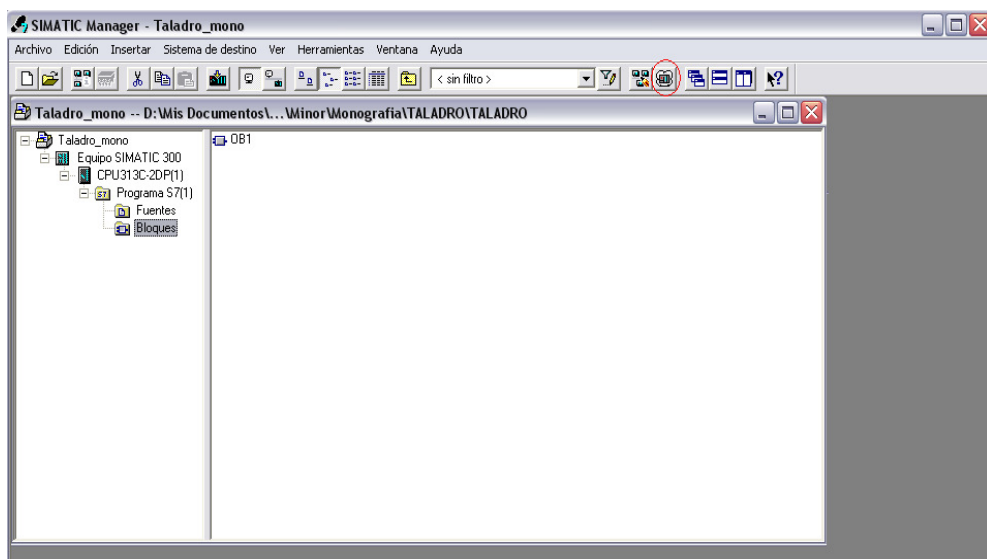 SIMATIC Manager - Taladro_mono
Archivo Edición Insertar Sistema de destino Ver Herramientas Ventana Ayuda
< sin filtro >
Taladro_mono -- D:\Mis Documentos\...\Minor\Monografia\TALADRO\TALADRO
Taladro_mono
Equipo SIMATIC 300
CPU313C-2DP(1)
Programa S7(1)
Fuentes
Bloques
OB1